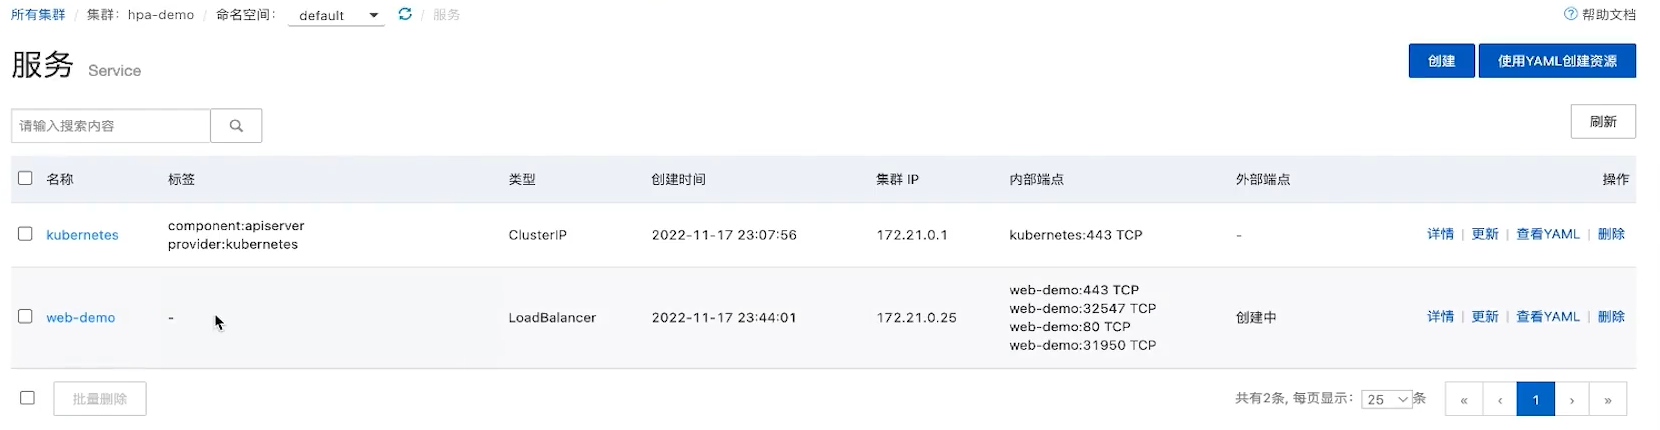 所有集群 / 集群: hpa-demo / 命名空间: default / 服务
帮助文档
服务 Service
创建
使用YAML创建资源
请输入搜索内容
刷新
名称 标签 类型 创建时间 集群 IP 内部端点 外部端点 操作
kubernetes
component:apiserver
provider:kubernetes
ClusterIP
2022-11-17 23:07:56
172.21.0.1
kubernetes:443 TCP
-
详情 | 更新 | 查看YAML | 删除
web-demo
-
LoadBalancer
2022-11-17 23:44:01
172.21.0.25
web-demo:443 TCP
web-demo:32547 TCP
web-demo:80 TCP
web-demo:31950 TCP
创建中
详情 | 更新 | 查看YAML | 删除
批量删除
共有2条, 每页显示: 25 条
« ‹ 1 › »